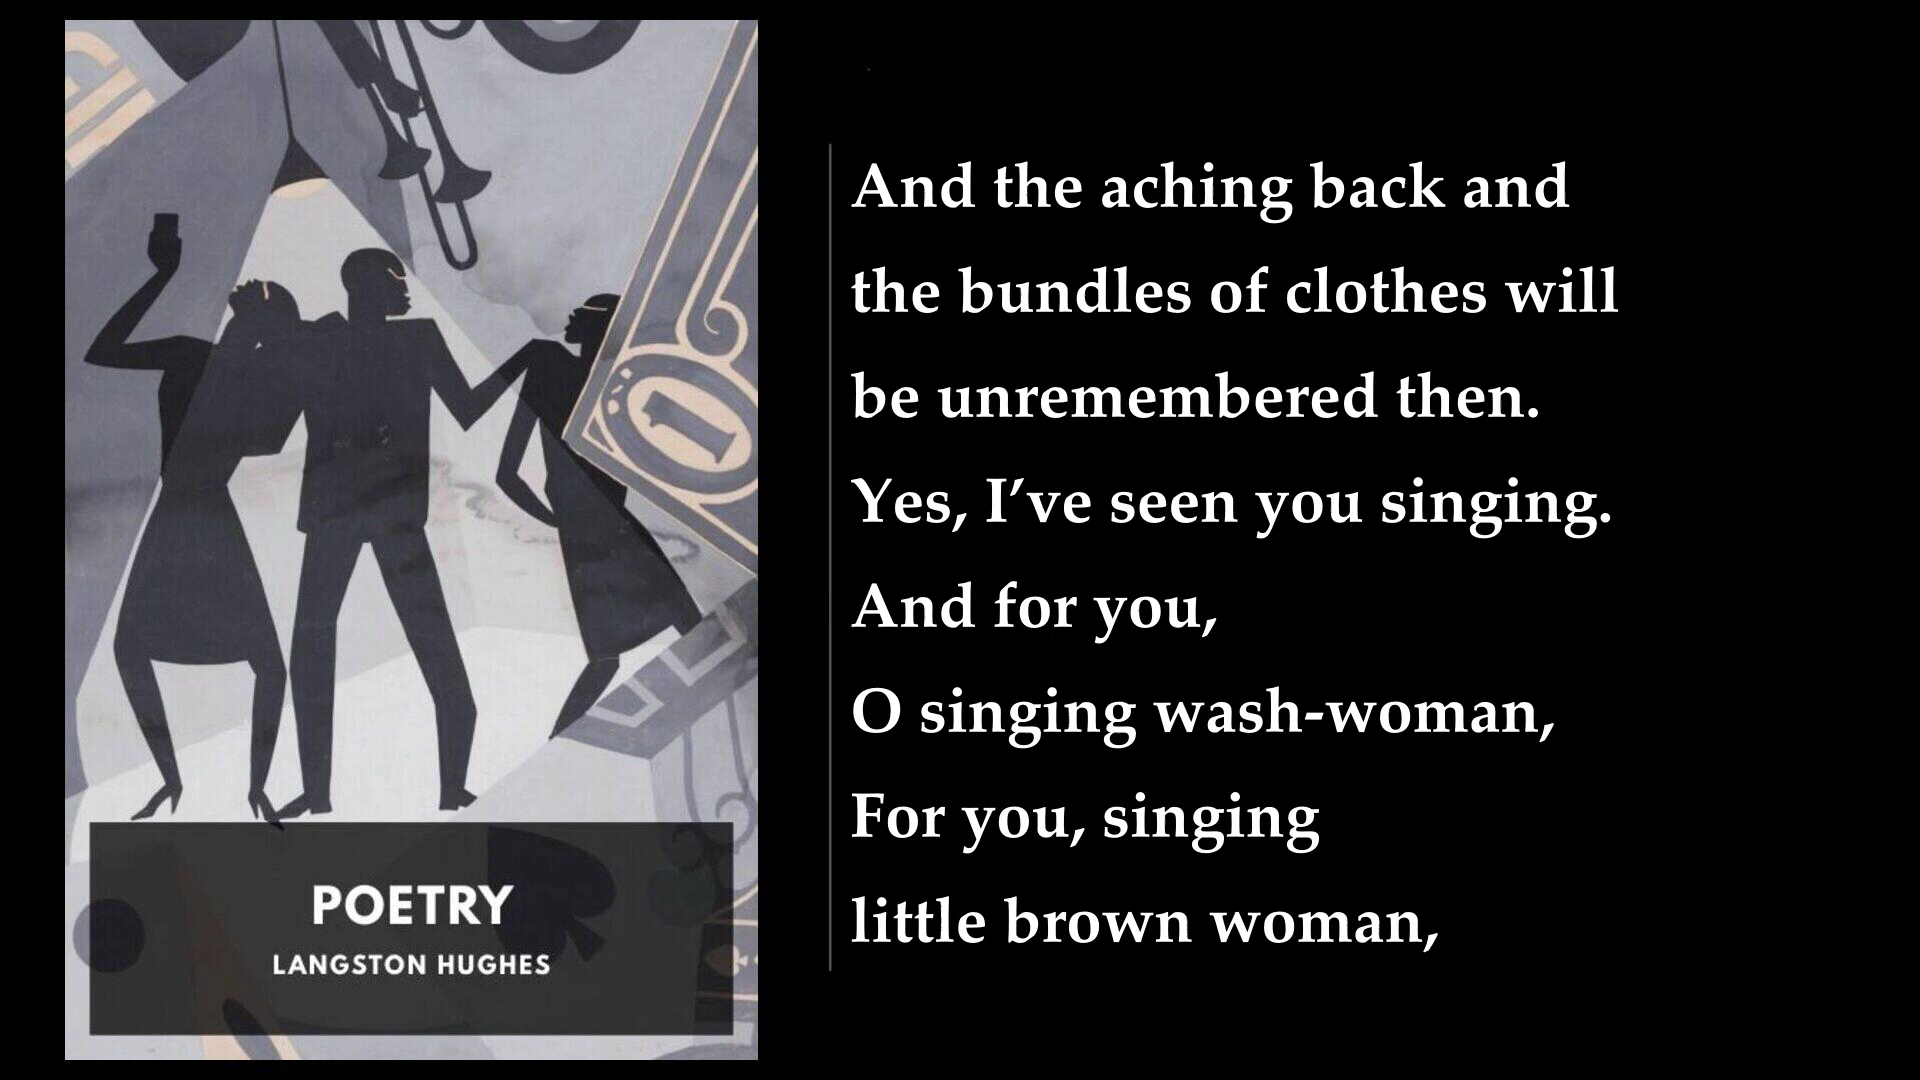 And the aching back and
the bundles of clothes will
be unremembered then.
Yes, I’ve seen you singing.
And for you,
O singing wash-woman,
For you, singing
little brown woman,
1
POETRY
LANGSTON HUGHES